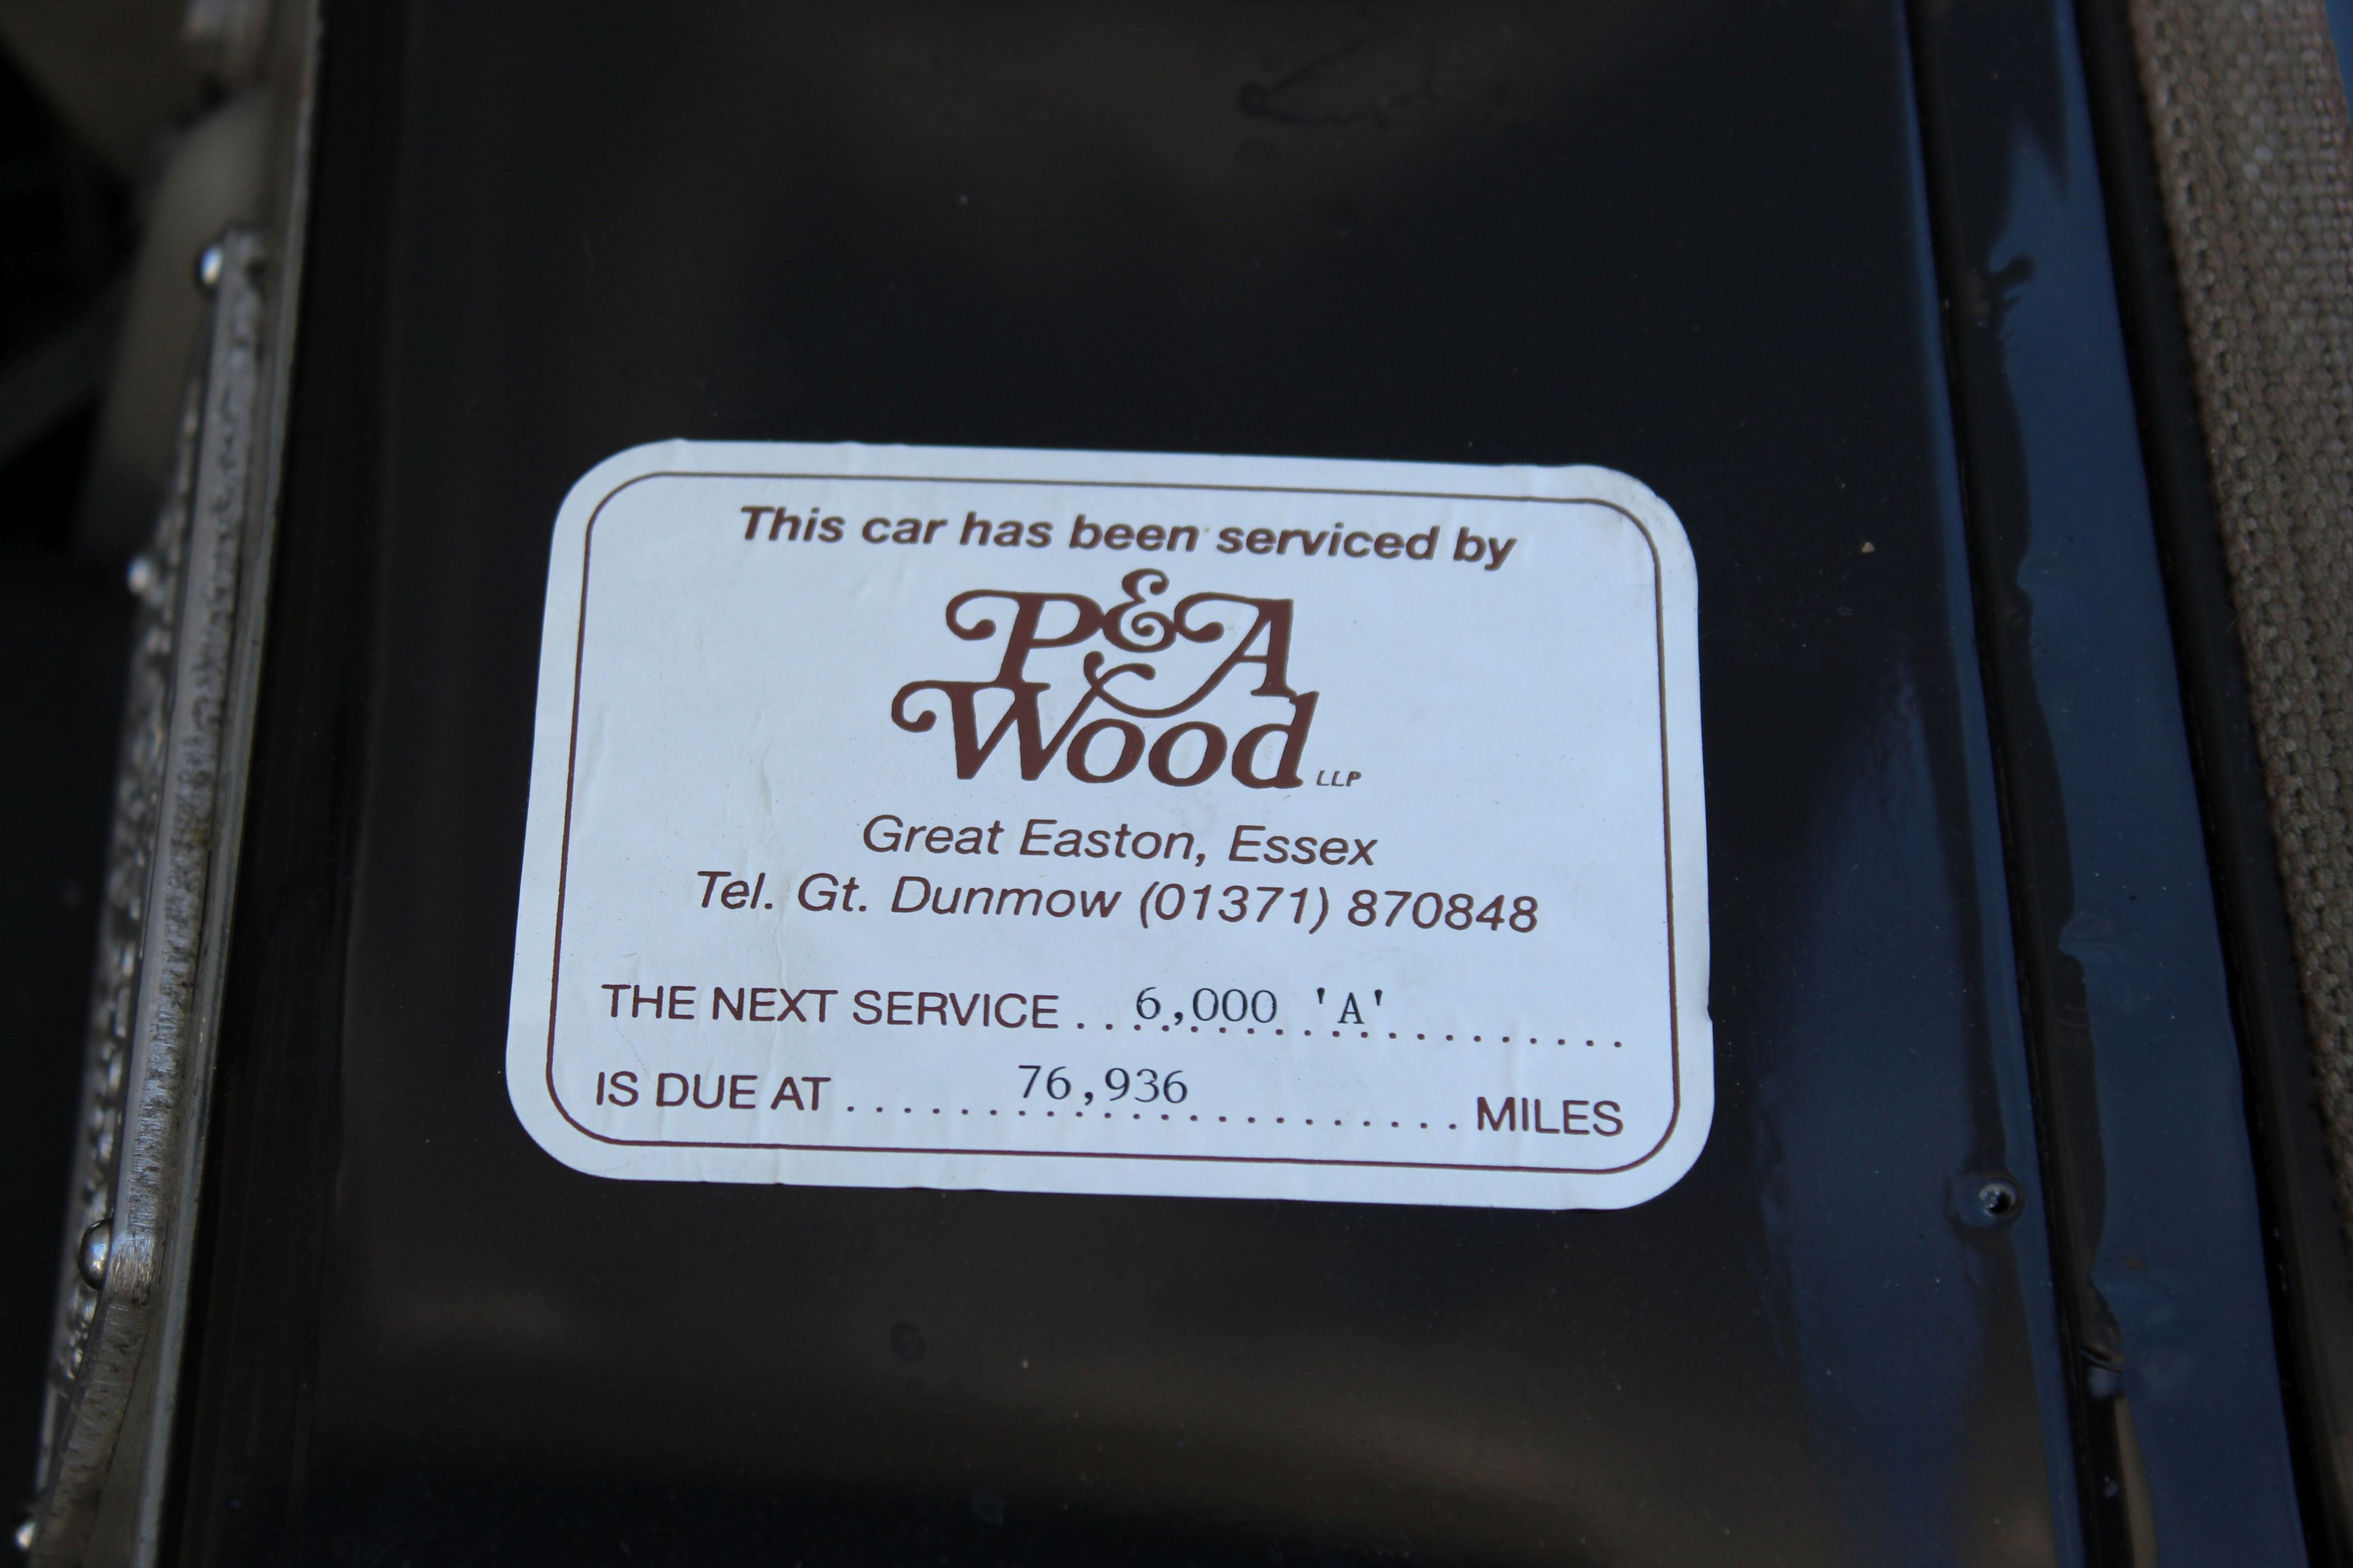 This car has been serviced by
P&A
Wood LLP
Great Easton, Essex
Tel. Gt. Dunmow (01371) 870848
THE NEXT SERVICE . . 6,000 'A' . . . . . . . . .
IS DUE AT . . . . . . 76,936 . . . . . . . . . . MILES